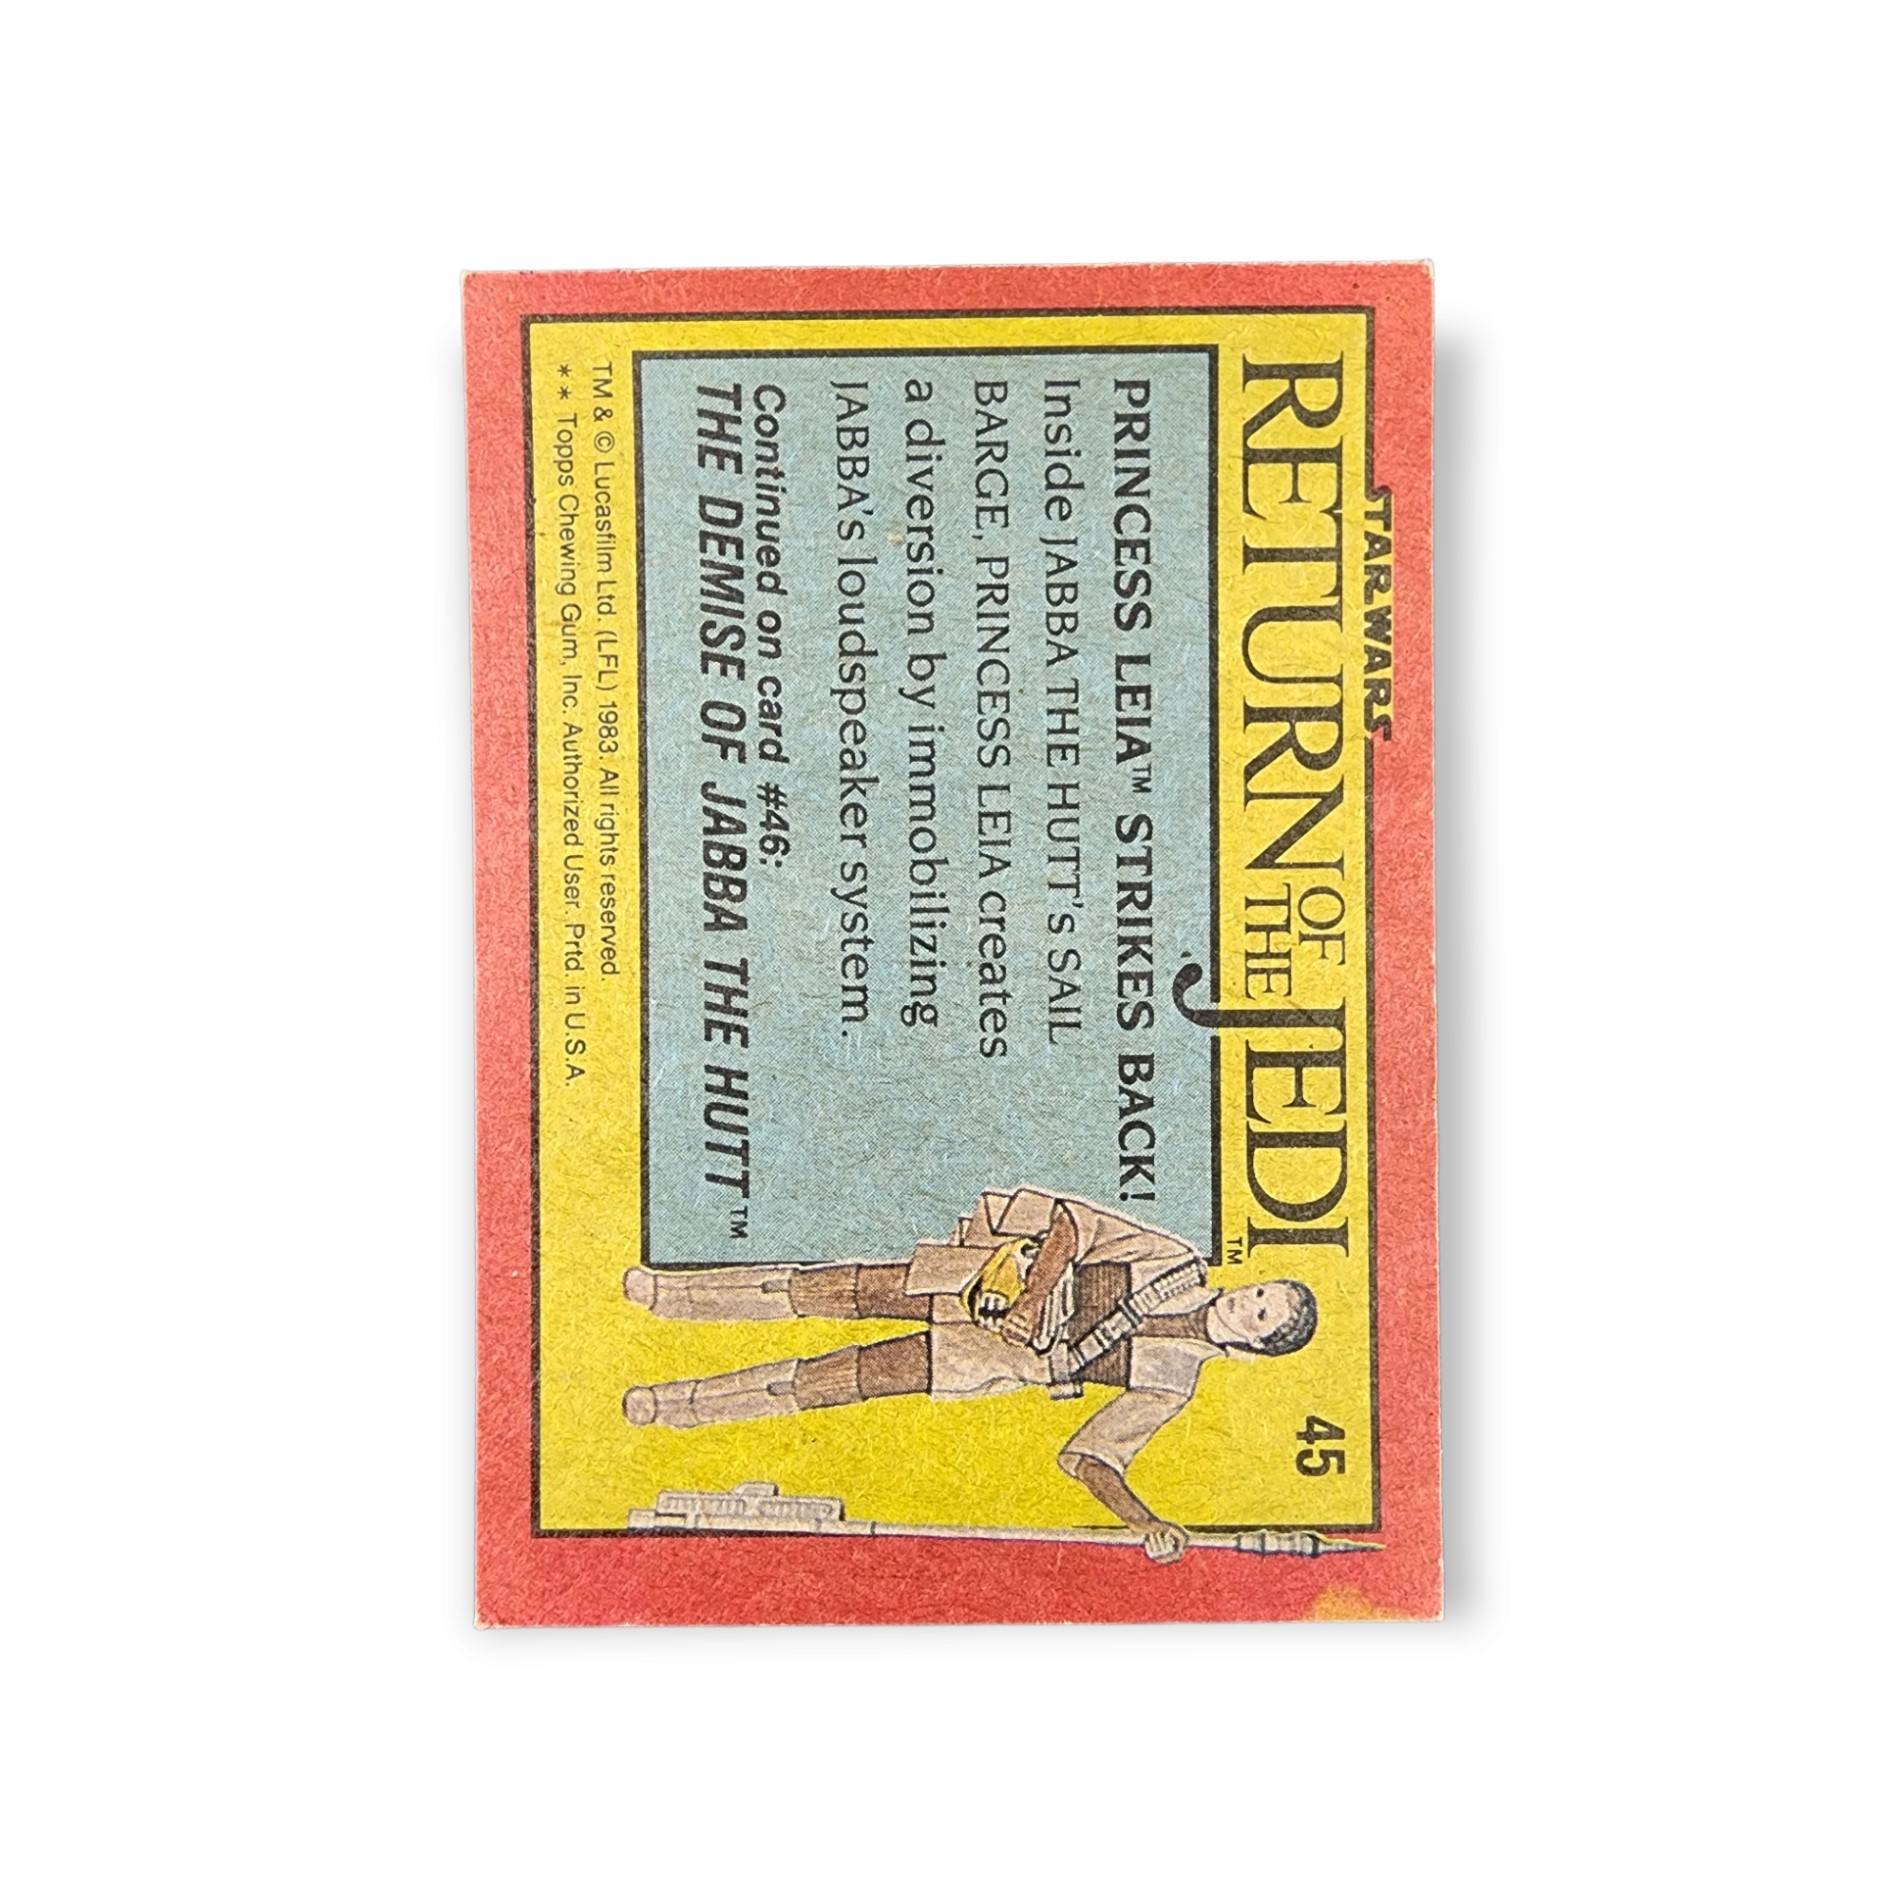 STAR WARS
RETURN OF THE JEDI™
45
PRINCESS LEIA™ STRIKES BACK!
Inside JABBA THE HUTT's SAIL
BARGE, PRINCESS LEIA creates
a diversion by immobilizing
JABBA's loudspeaker system.
Continued on card #46:
THE DEMISE OF JABBA THE HUTT™
TM & © Lucasfilm Ltd. (LFL) 1983. All rights reserved.
** Topps Chewing Gum, Inc. Authorized User. Prtd. in U.S.A.